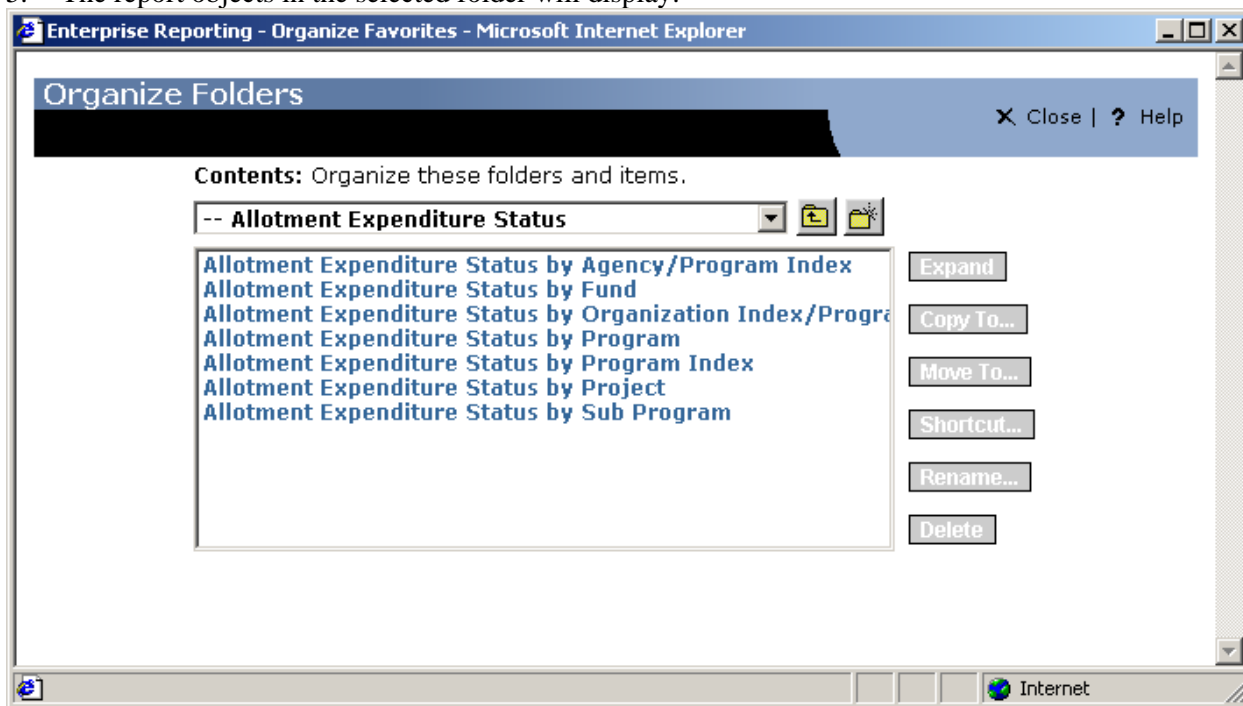 3. The report objects in the selected folder will display.
Enterprise Reporting - Organize Favorites - Microsoft Internet Explorer
Organize Folders
X Close | ? Help
Contents: Organize these folders and items.
-- Allotment Expenditure Status
Allotment Expenditure Status by Agency/Program Index
Allotment Expenditure Status by Fund
Allotment Expenditure Status by Organization Index/Progra
Allotment Expenditure Status by Program
Allotment Expenditure Status by Program Index
Allotment Expenditure Status by Project
Allotment Expenditure Status by Sub Program
Expand
Copy To...
Move To...
Shortcut...
Rename...
Delete
Internet